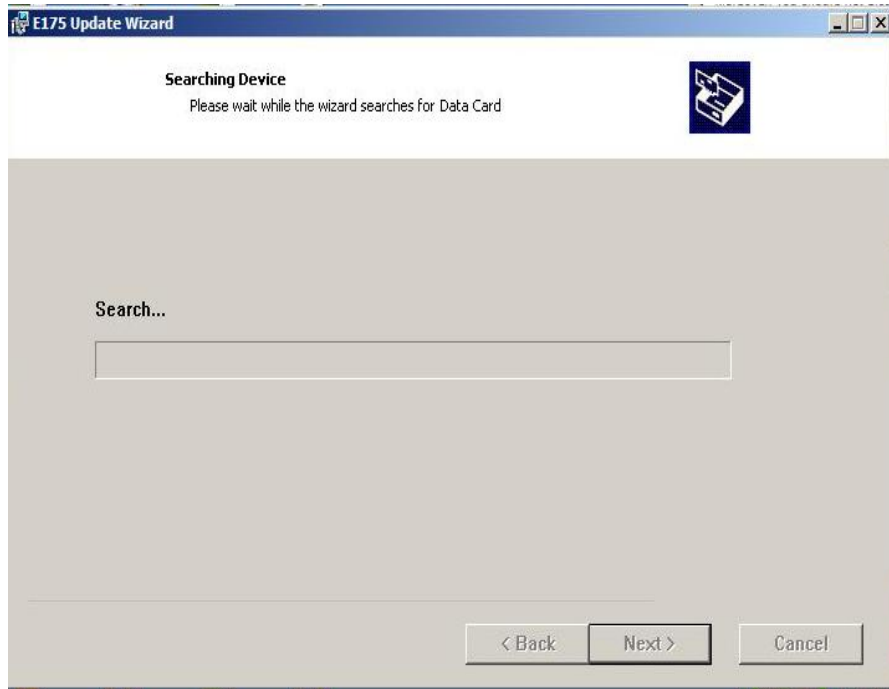 E175 Update Wizard
Searching Device
Please wait while the wizard searches for Data Card
Search...
< Back
Next >
Cancel